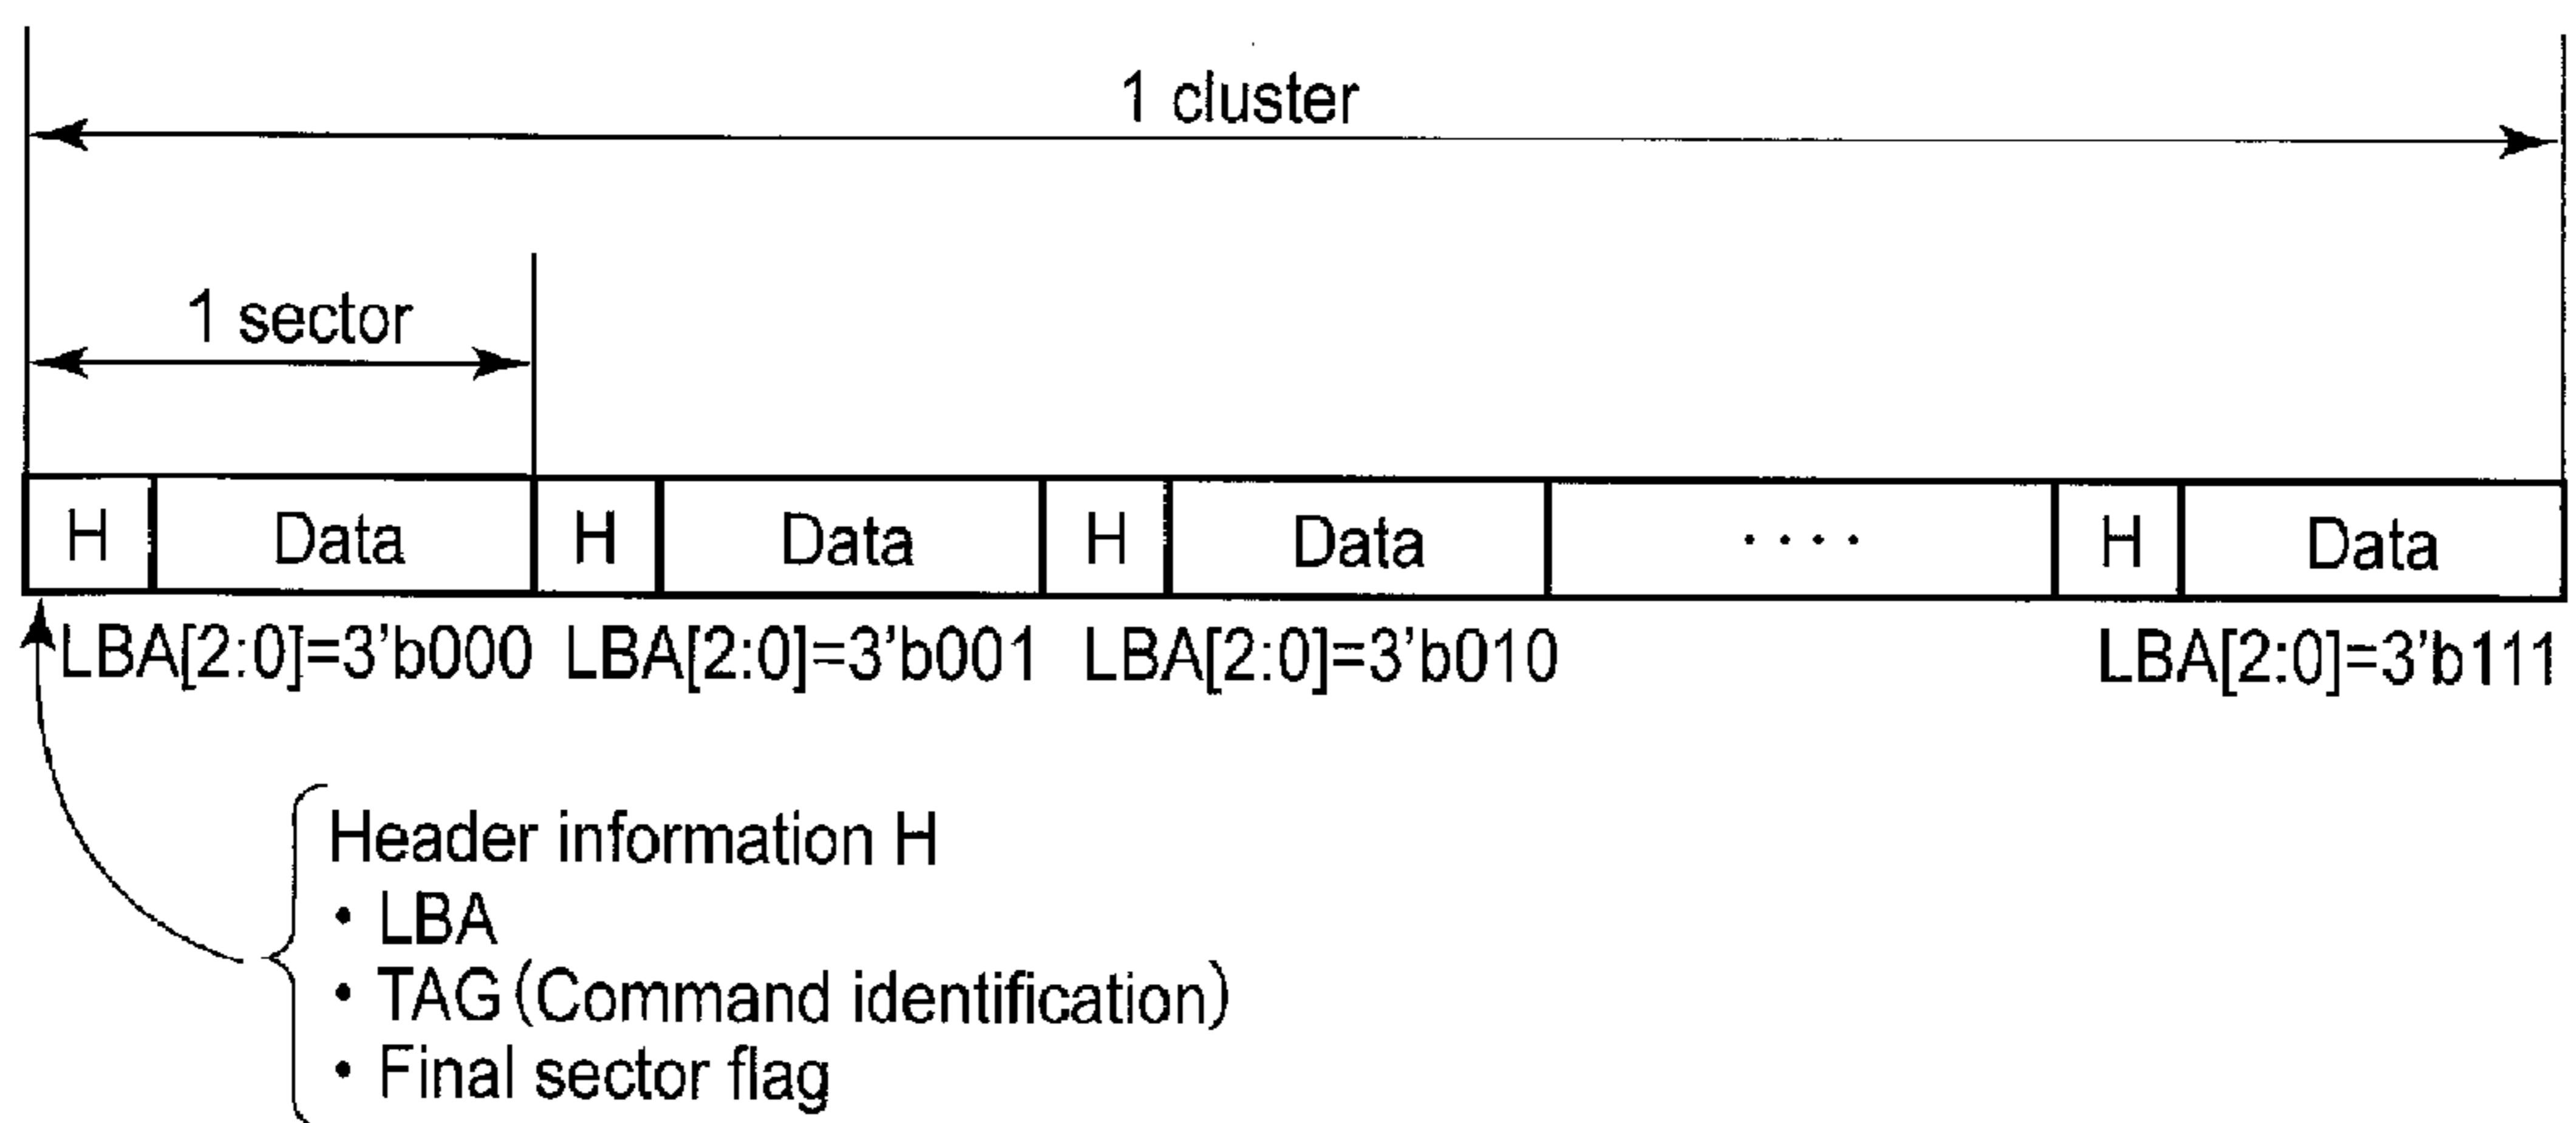 1 cluster
1 sector
H Data H Data H Data ···· H Data
LBA[2:0]=3’b000 LBA[2:0]=3’b001 LBA[2:0]=3’b010 LBA[2:0]=3’b111
Header information H
• LBA
• TAG (Command identification)
• Final sector flag